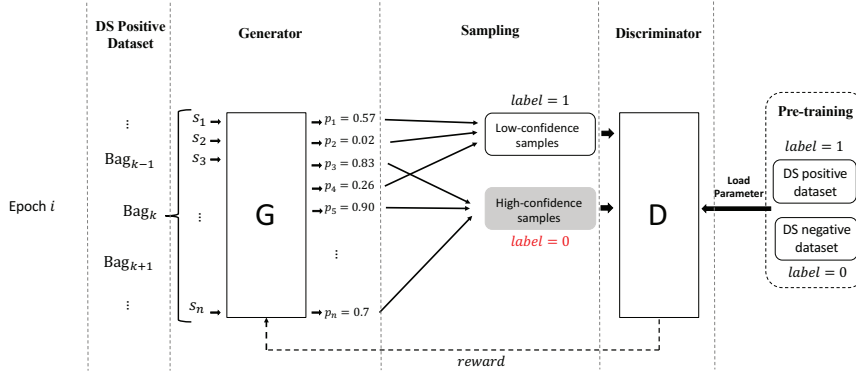 DS Positive
Dataset
Generator
Sampling
Discriminator
Epoch i
⋮
Bag_{k−1}
Bag_k
Bag_{k+1}
⋮
s_1
s_2
s_3
⋮
s_n
G
p_1 = 0.57
p_2 = 0.02
p_3 = 0.83
p_4 = 0.26
p_5 = 0.90
⋮
p_n = 0.7
label = 1
Low-confidence
samples
High-confidence
samples
label = 0
D
Load
Parameter
Pre-training
label = 1
DS positive
dataset
DS negative
dataset
label = 0
reward